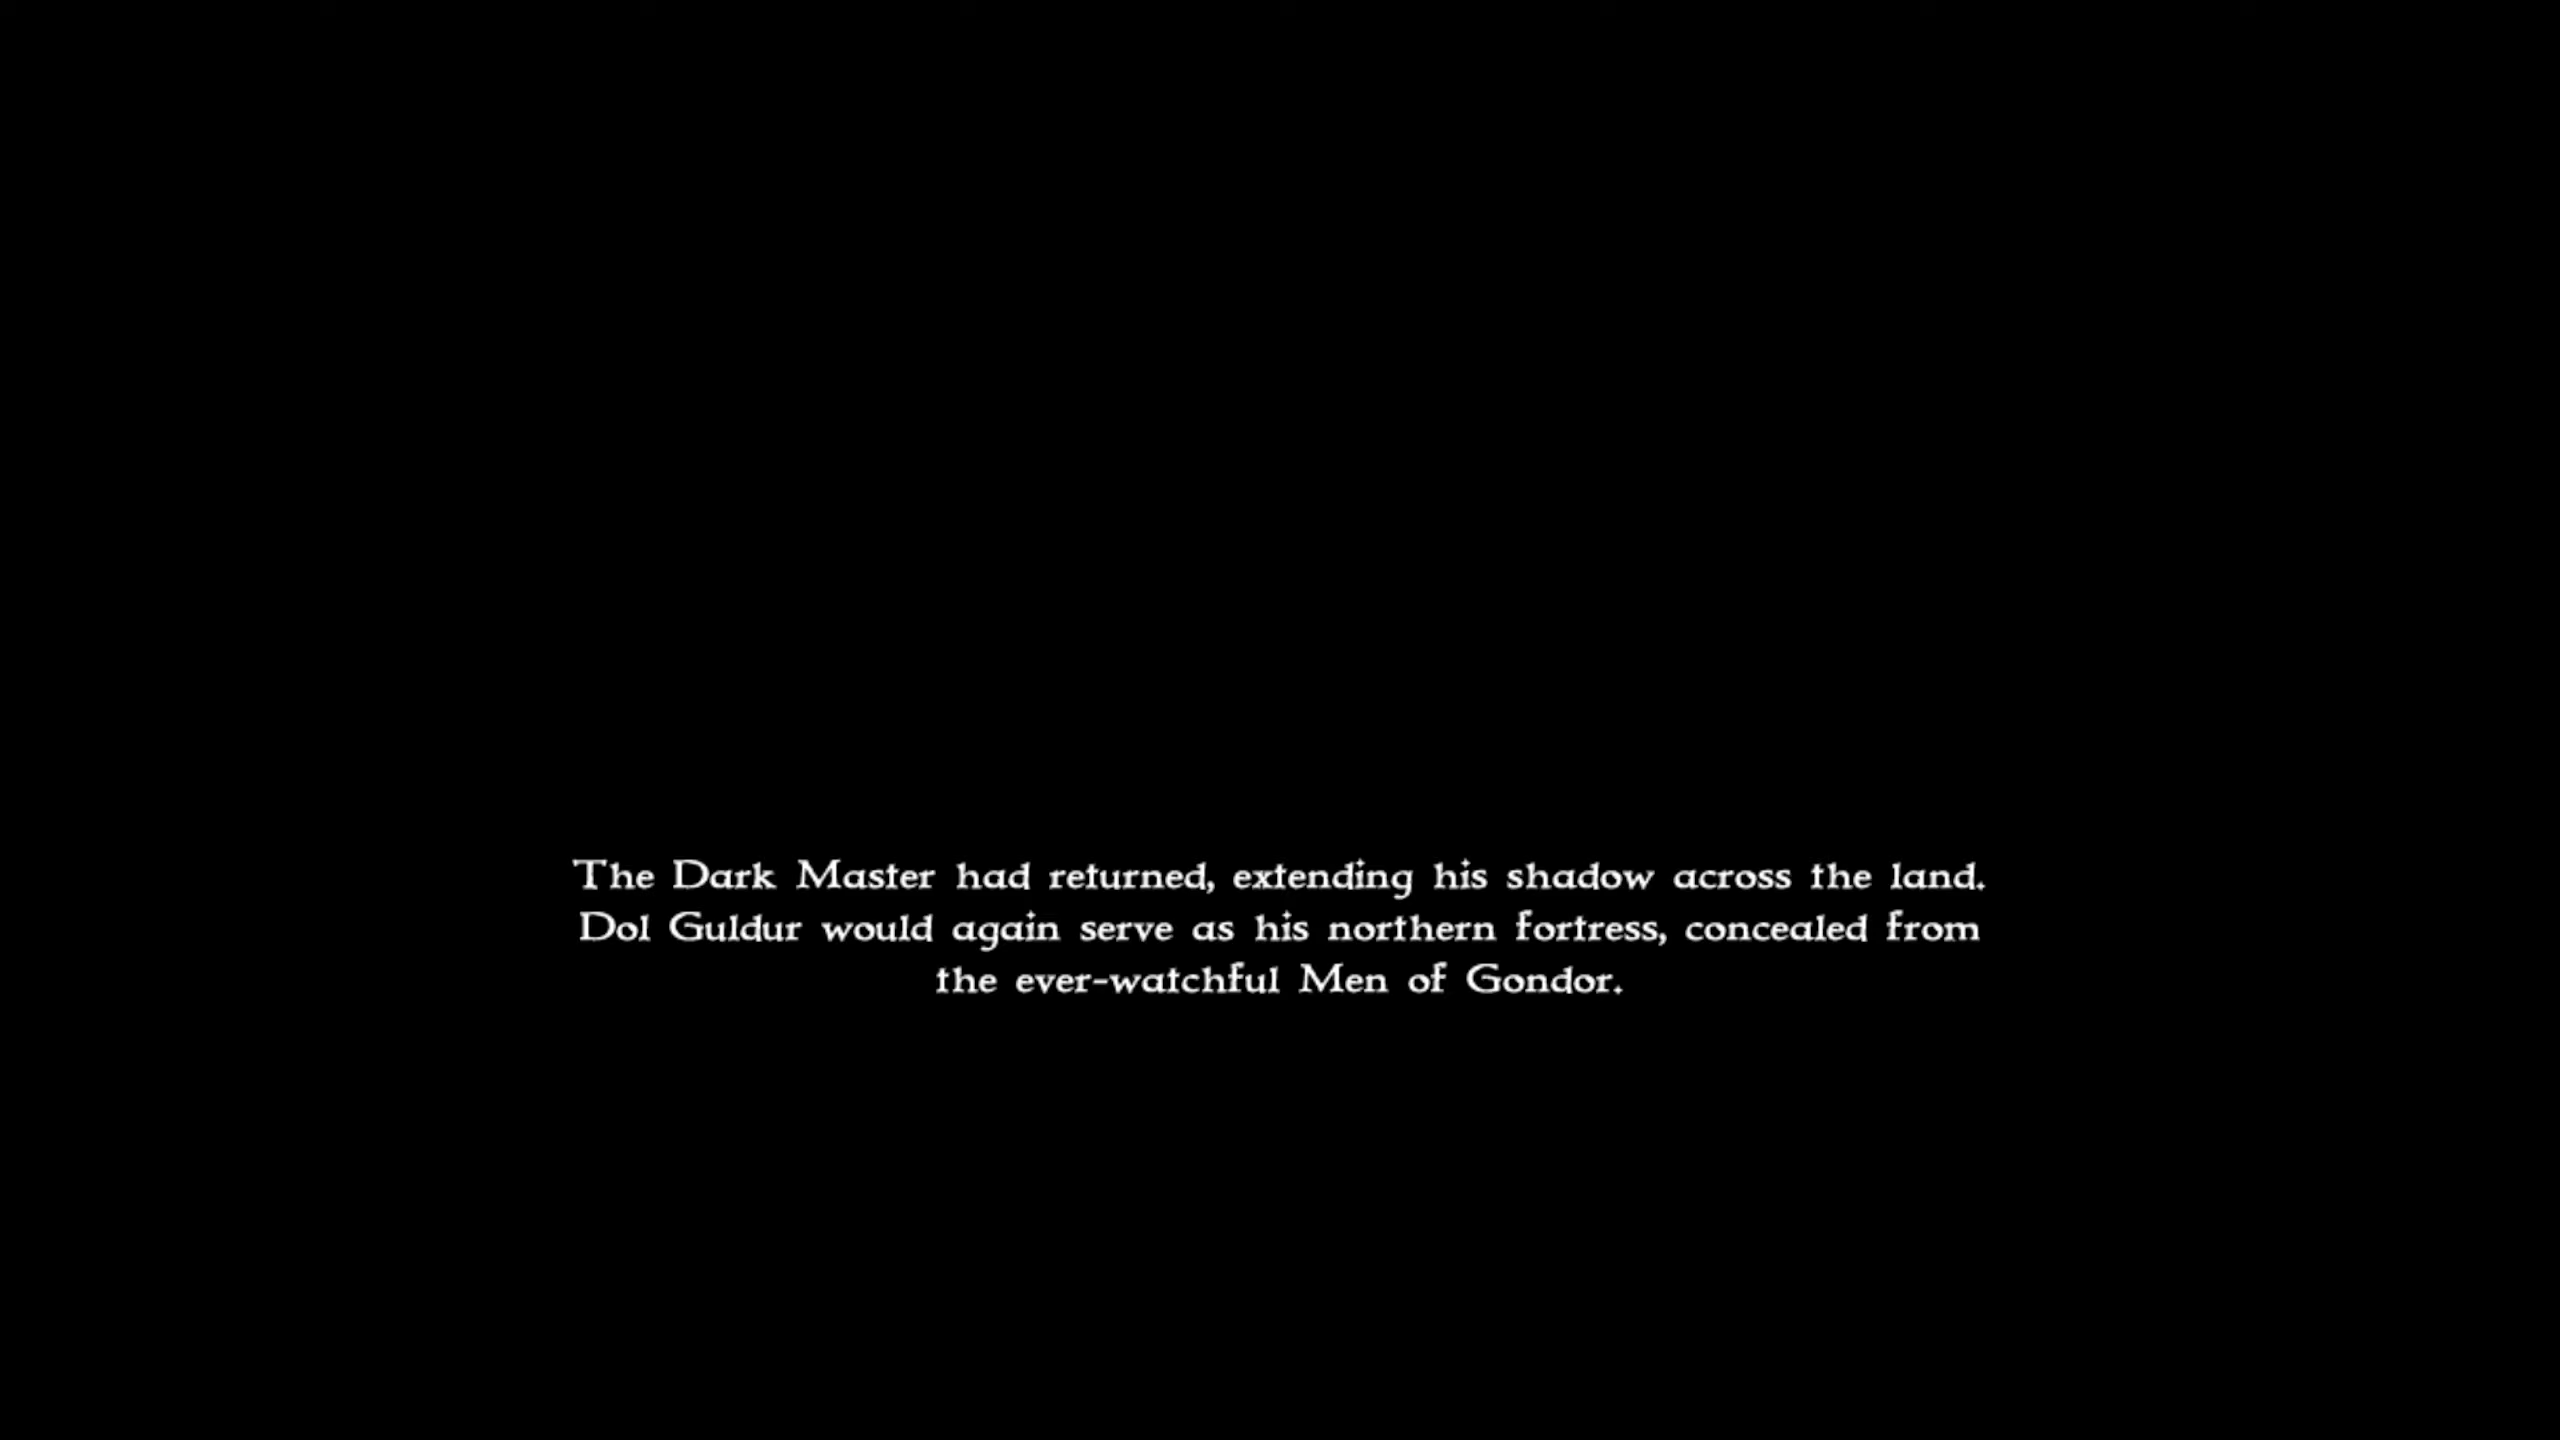 The Dark Master had returned, extending his shadow across the land.
Dol Guldur would again serve as his northern fortress, concealed from
the ever-watchful Men of Gondor.